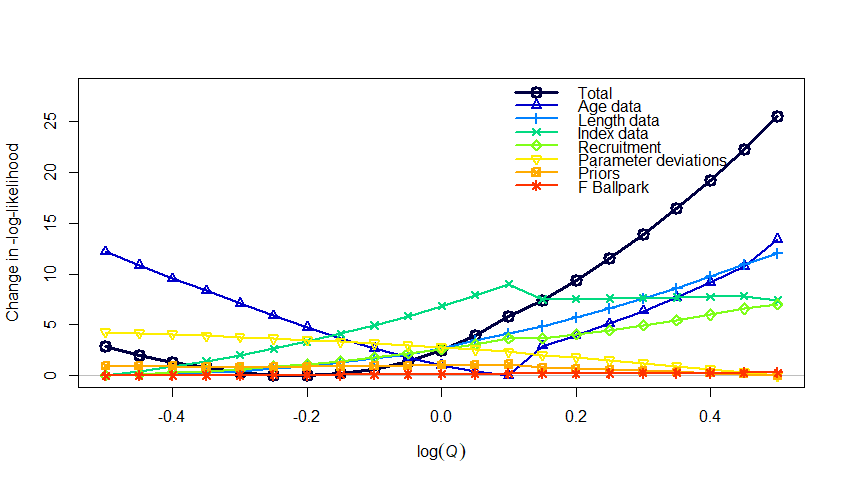 Total
Age data
Length data
Index data
Recruitment
Parameter deviations
Priors
F Ballpark
Change in -log-likelihood
25
20
15
10
5
0
-0.4 -0.2 0.0 0.2 0.4
log(Q)